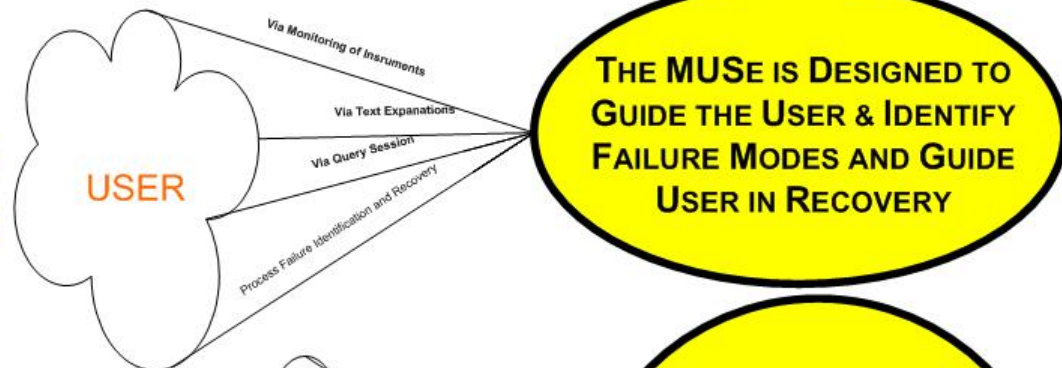 Via Monitoring of Insruments
Via Text Expanations
Via Query Session
Process Failure Identification and Recovery
USER
THE MUSE IS DESIGNED TO
GUIDE THE USER & IDENTIFY
FAILURE MODES AND GUIDE
USER IN RECOVERY